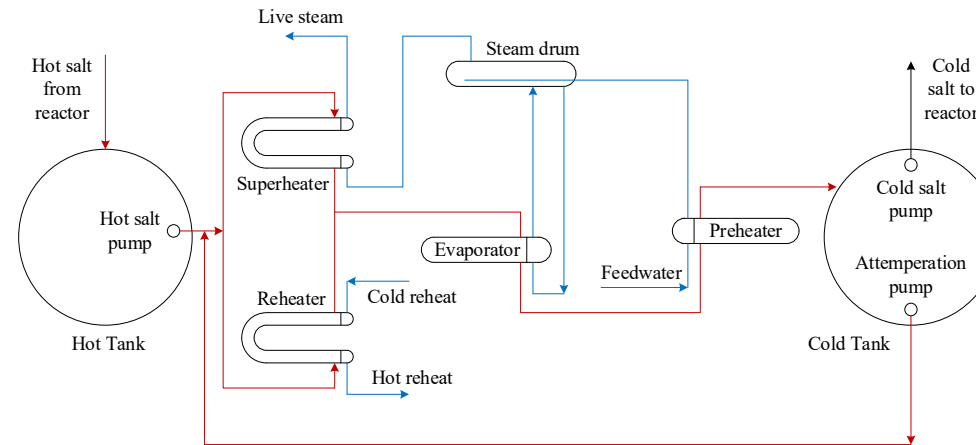 Live steam
Steam drum
Hot salt
from
reactor
Cold
salt to
reactor
Superheater
Hot salt
pump
Cold salt
pump
Evaporator
Preheater
Feedwater
Attemperation
pump
Reheater
Cold reheat
Hot Tank
Cold Tank
Hot reheat